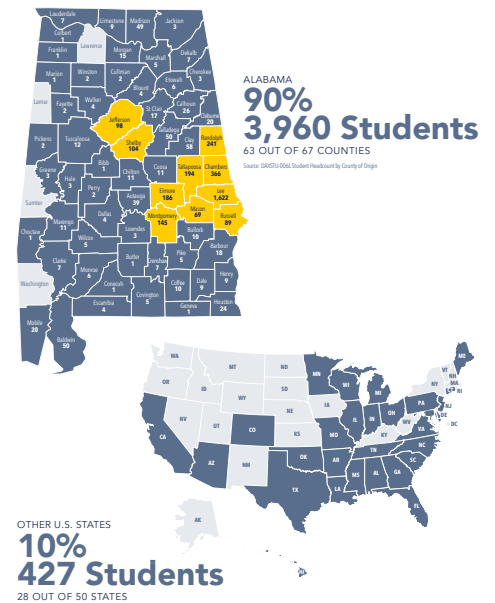 Lauderdale
7
Limestone
9
Madison
49
Jackson
3
Colbert
1
Lawrence
Franklin
1
Morgan
15
Marshall
5
Dekalb
7
Marion
1
Winston
2
Cullman
2
Blount
4
Etowah
6
Cherokee
3
Lamar
Fayette
2
Walker
4
Jefferson
98
St Clair
17
Calhoun
26
Cleburne
20
Pickens
2
Tuscaloosa
12
Shelby
104
Talladega
50
Clay
58
Randolph
241
Greene
3
Hale
3
Bibb
1
Chilton
11
Coosa
11
Tallapoosa
194
Chambers
366
Sumter
Perry
2
Autauga
39
Elmore
186
Lee
1,622
Marengo
11
Dallas
4
Montgomery
145
Macon
69
Russell
89
Choctaw
1
Wilcox
5
Lowndes
3
Bullock
10
Clarke
7
Monroe
6
Butler
1
Crenshaw
7
Pike
5
Barbour
18
Washington
Conecuh
1
Covington
5
Coffee
10
Dale
9
Henry
9
Escambia
4
Geneva
1
Houston
24
Mobile
20
Baldwin
50
ALABAMA
90%
3,960 Students
63 OUT OF 67 COUNTIES
Source: DAXSTU-006L Student Headcount by County of Origin
WA
MT
ND
MN
ME
OR
ID
SD
WI
MI
NY
VT
NH
MA
RI
WY
IA
PA
NJ
NV
UT
NE
IL
IN
OH
DE
DC
CA
CO
KS
MO
KY
WV
VA
AZ
NM
OK
AR
TN
NC
SC
TX
LA
MS
AL
GA
FL
AK
HI
OTHER U.S. STATES
10%
427 Students
28 OUT OF 50 STATES